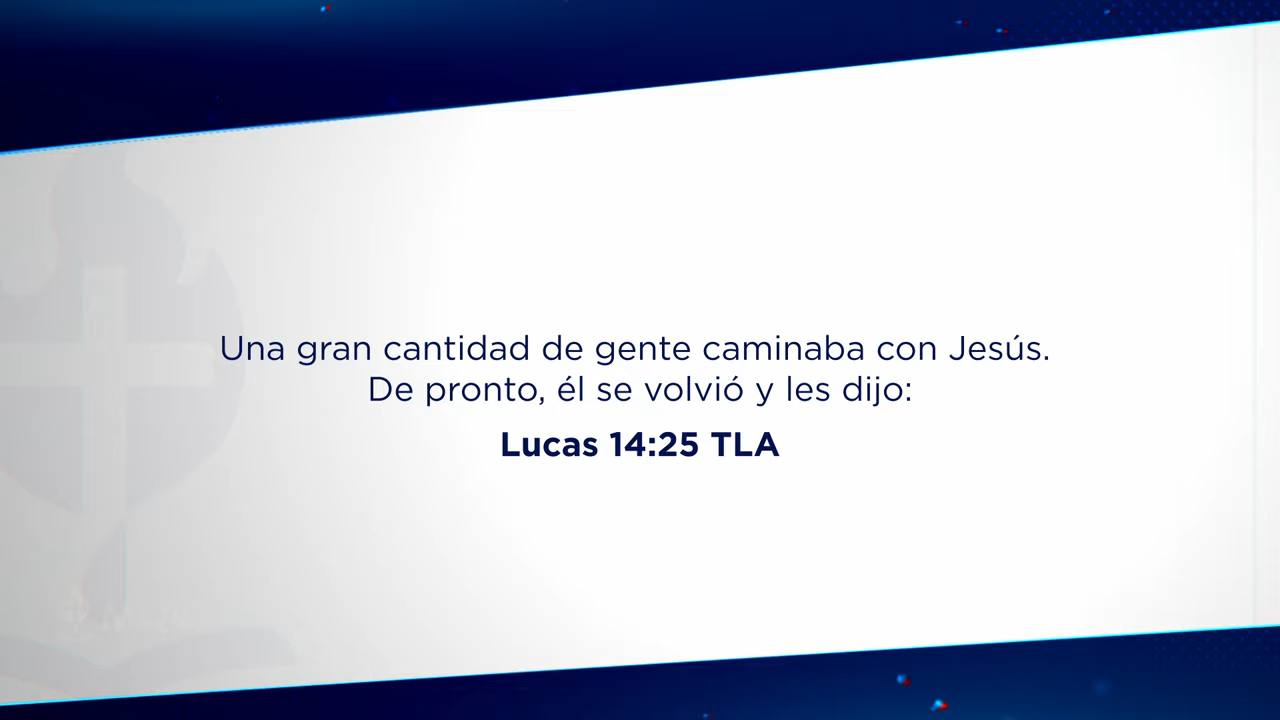 Una gran cantidad de gente caminaba con Jesús.
De pronto, él se volvió y les dijo:
Lucas 14:25 TLA